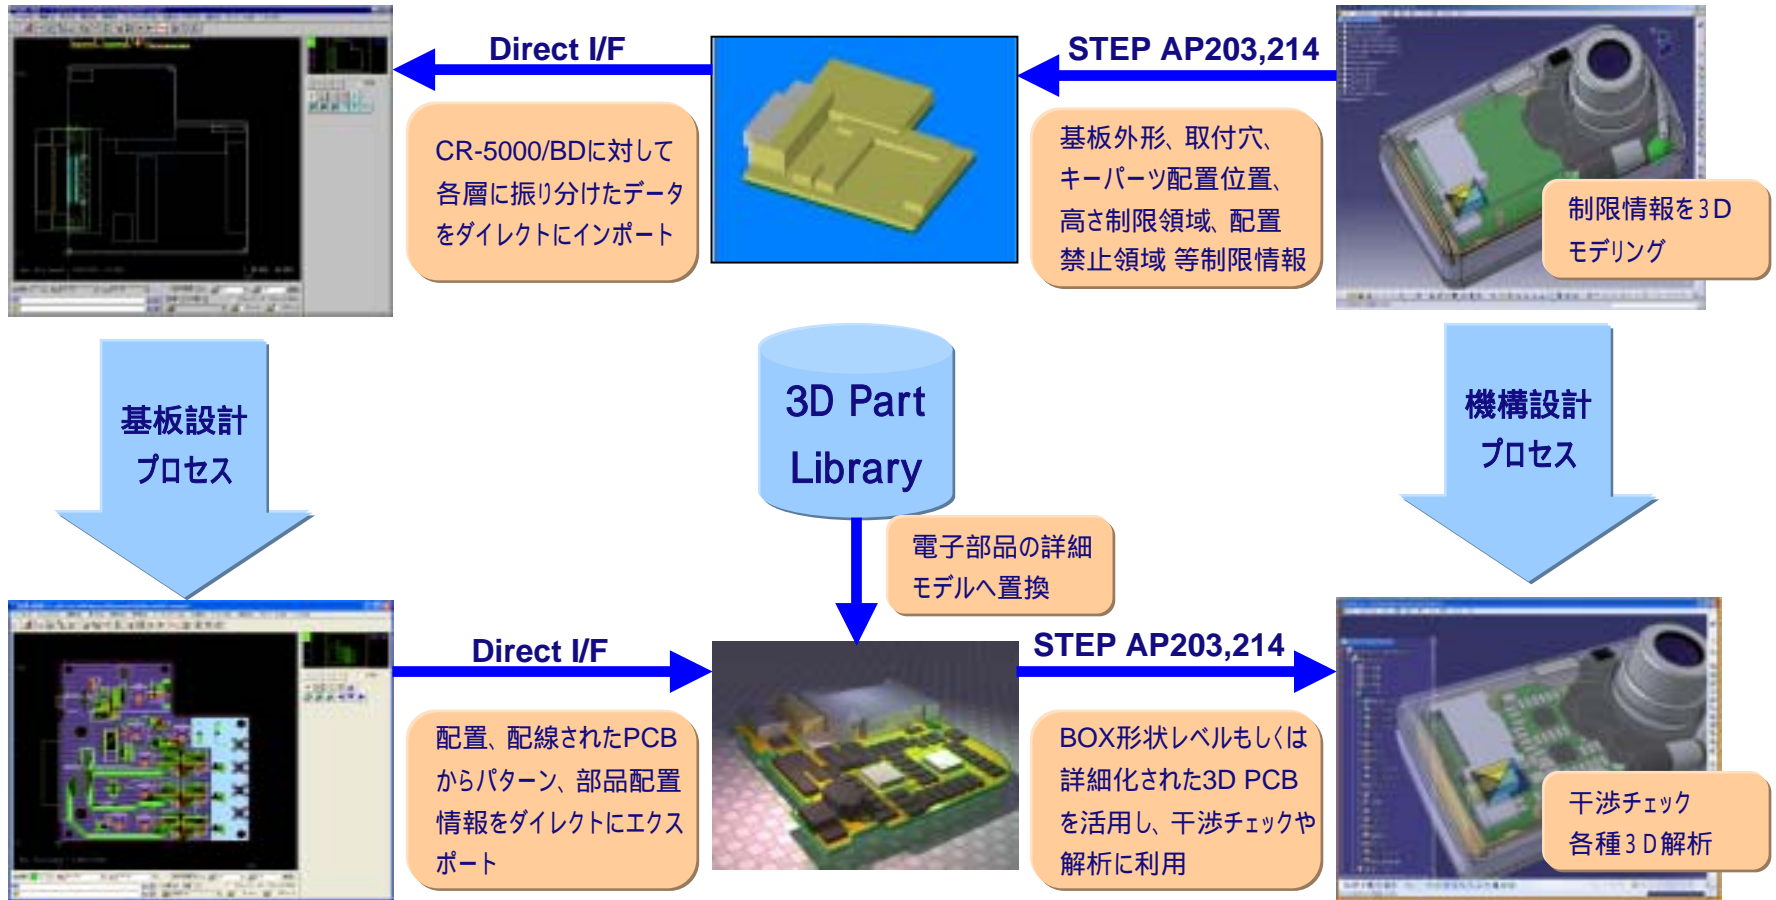 Direct I/F
STEP AP203,214
CR-5000/BDに対して
各層に振り分けたデータ
をダイレクトにインポート
基板外形、取付穴、
キーパーツ配置位置、
高さ制限領域、配置
禁止領域 等制限情報
制限情報を3D
モデリング
基板設計
プロセス
3D Part
Library
機構設計
プロセス
電子部品の詳細
モデルへ置換
Direct I/F
STEP AP203,214
配置、配線されたPCB
からパターン、部品配置
情報をダイレクトにエクス
ポート
BOX形状レベルもしくは
詳細化された3D PCB
を活用し、干渉チェックや
解析に利用
干渉チェック
各種3D解析